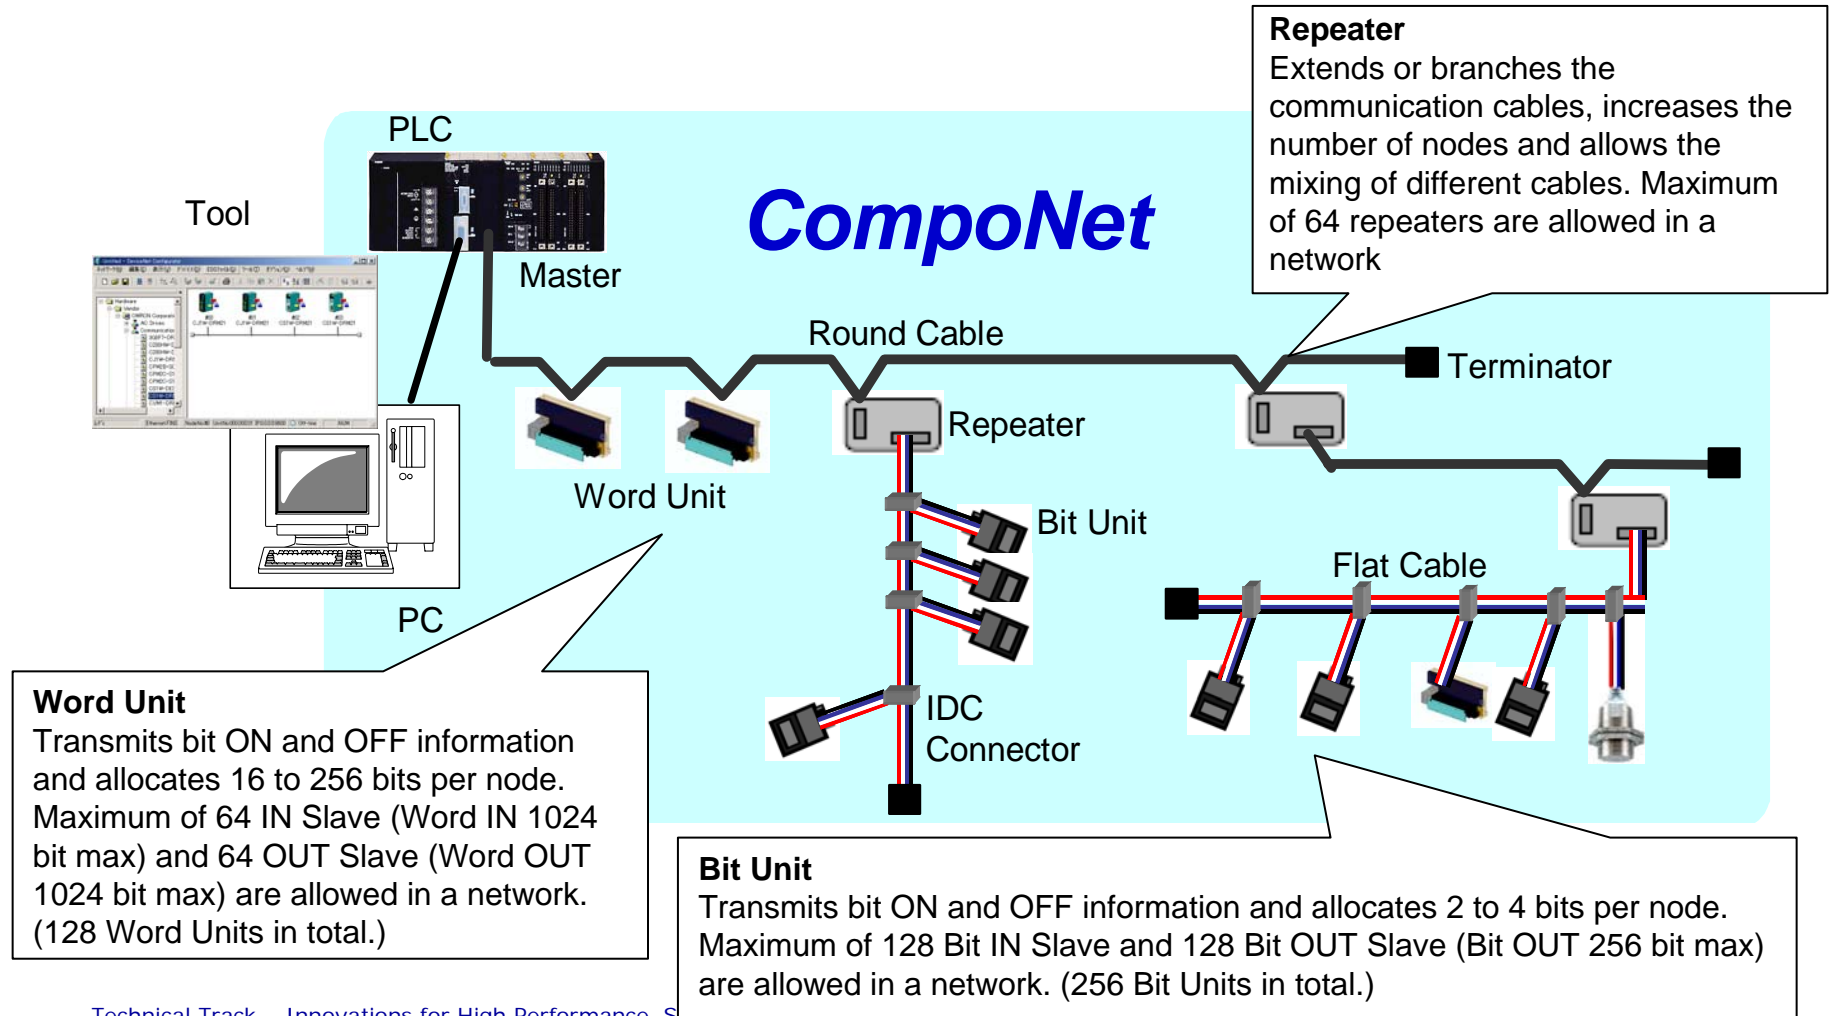 Repeater
Extends or branches the
communication cables, increases the
number of nodes and allows the
mixing of different cables. Maximum
of 64 repeaters are allowed in a
network
PLC
Tool
CompoNet
Master
Round Cable
Terminator
Repeater
Word Unit
Bit Unit
Flat Cable
PC
IDC
Connector
Word Unit
Transmits bit ON and OFF information
and allocates 16 to 256 bits per node.
Maximum of 64 IN Slave (Word IN 1024
bit max) and 64 OUT Slave (Word OUT
1024 bit max) are allowed in a network.
(128 Word Units in total.)
Bit Unit
Transmits bit ON and OFF information and allocates 2 to 4 bits per node.
Maximum of 128 Bit IN Slave and 128 Bit OUT Slave (Bit OUT 256 bit max)
are allowed in a network. (256 Bit Units in total.)
Technical Track – Innovations for High Performance